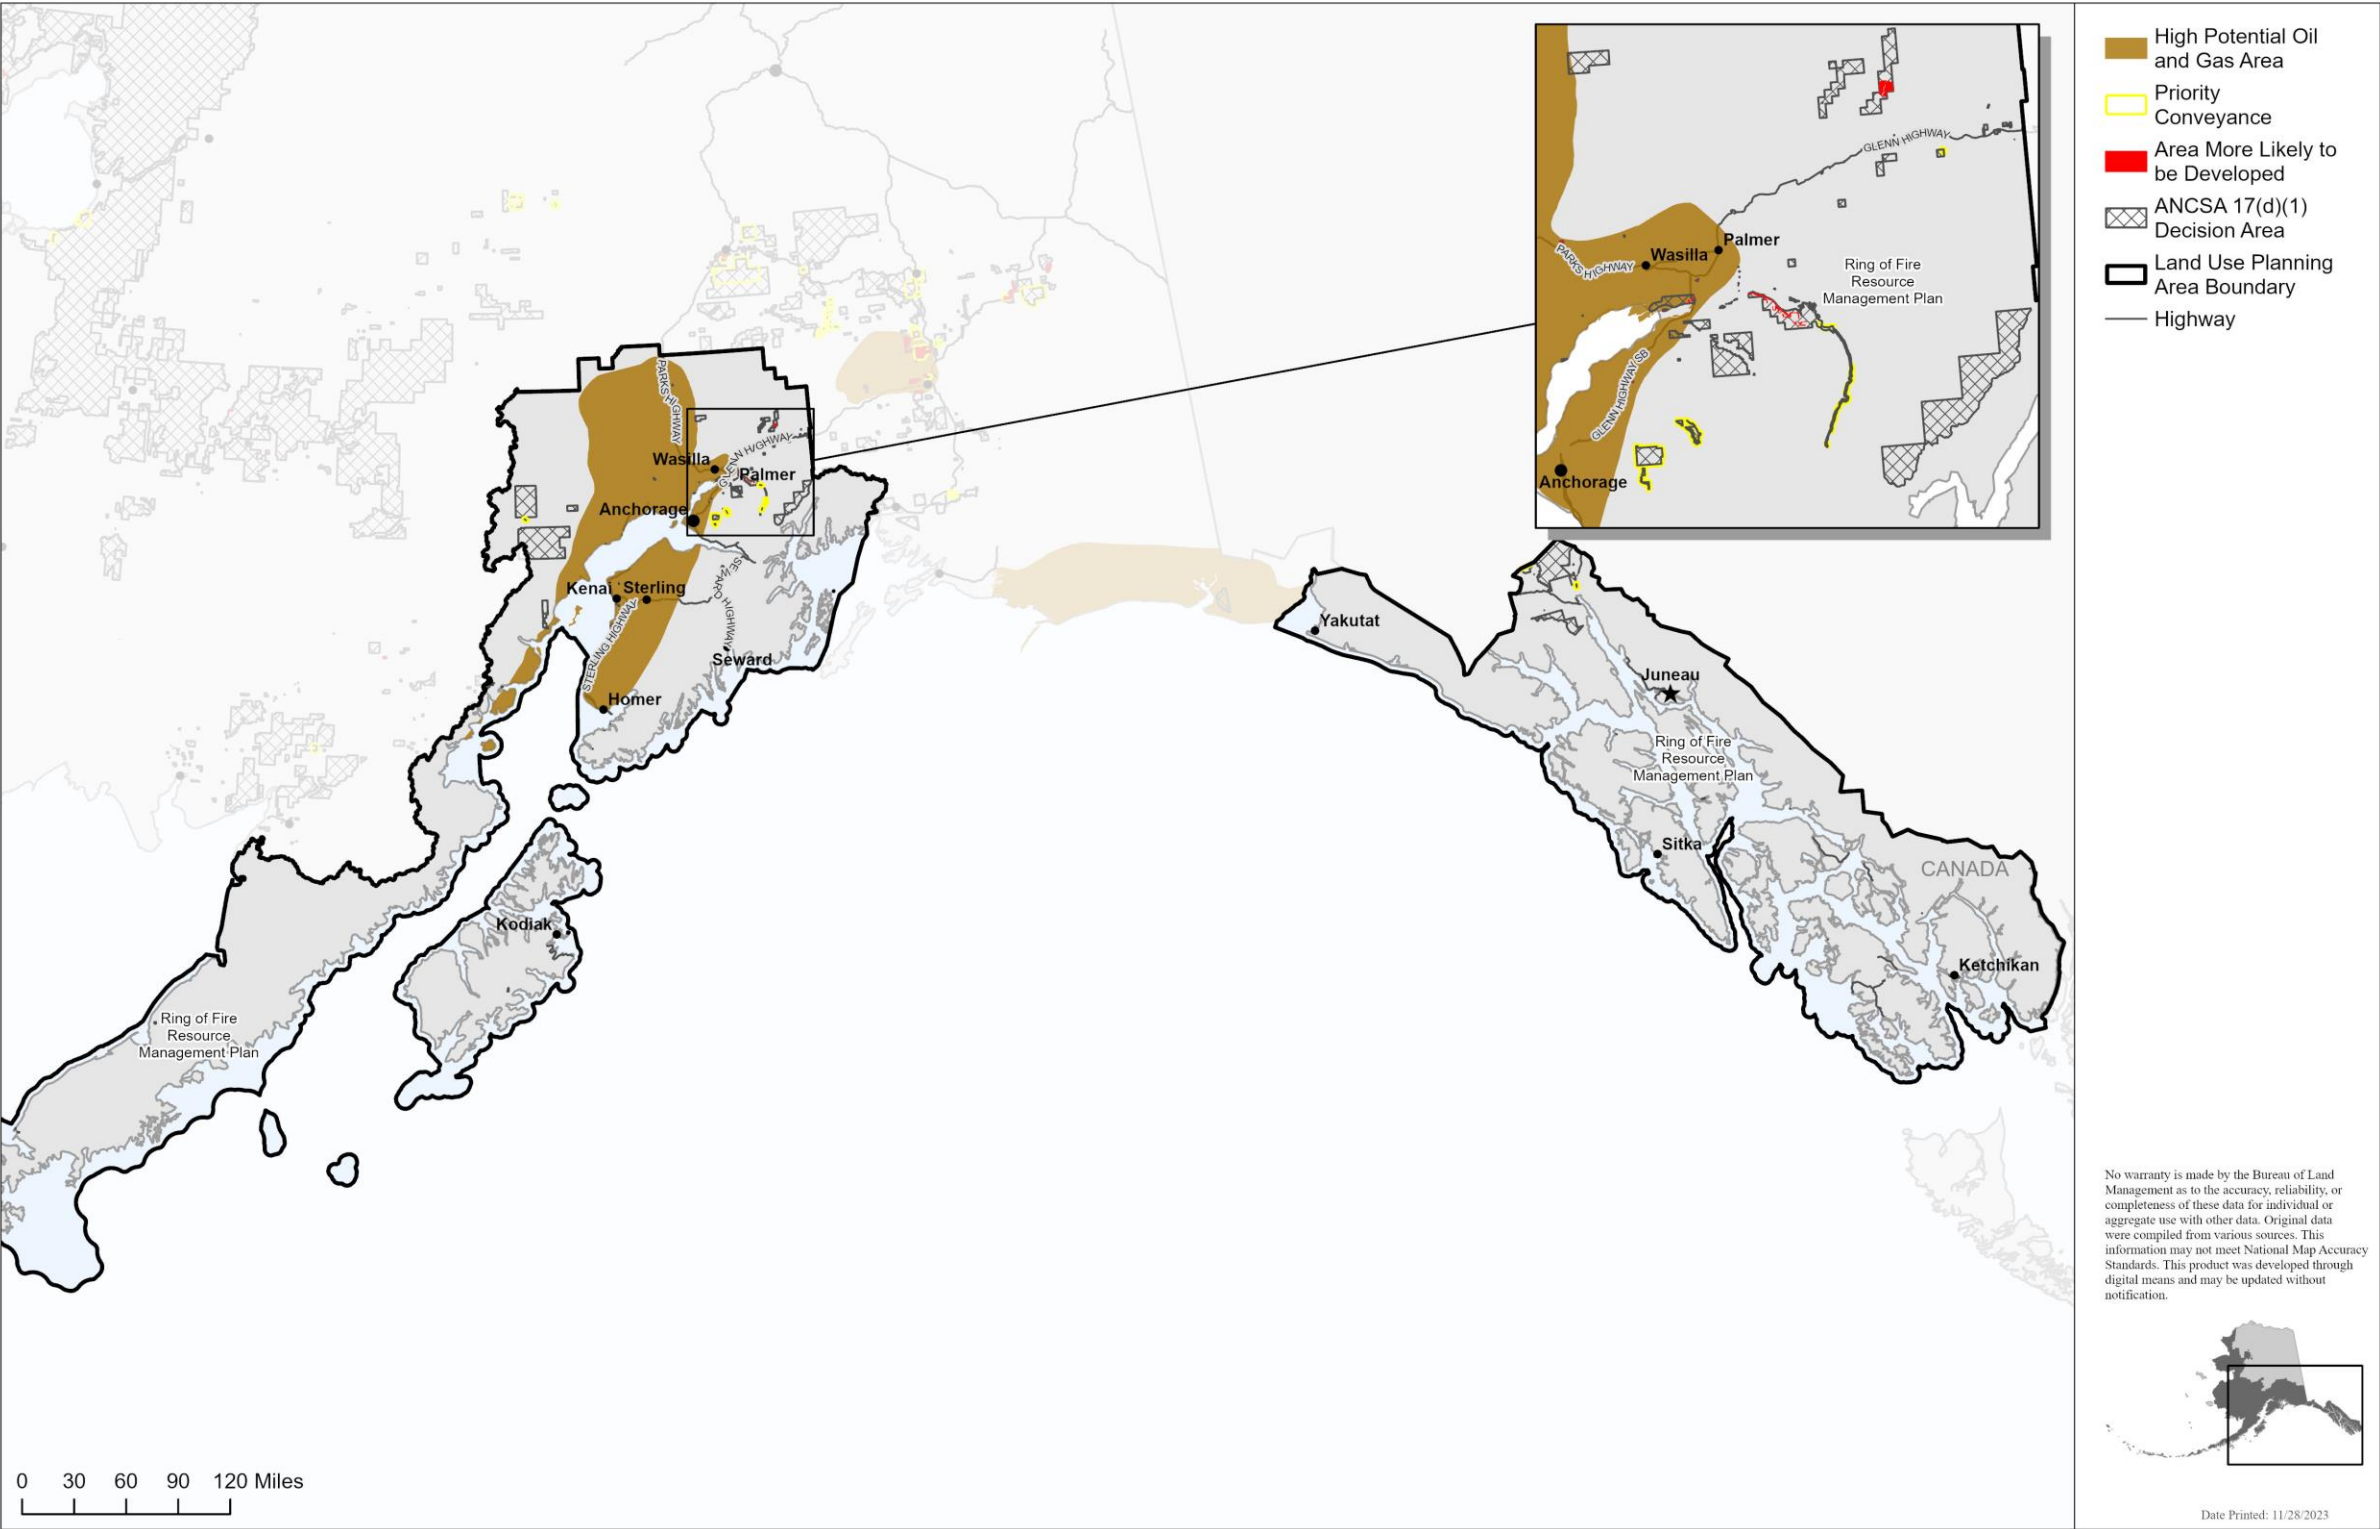 High Potential Oil
and Gas Area
Priority
Conveyance
Area More Likely to
be Developed
ANCSA 17(d)(1)
Decision Area
Land Use Planning
Area Boundary
Highway
GLENN HIGHWAY
PARKS HIGHWAY
Wasilla
Palmer
Ring of Fire
Resource
Management Plan
GLENN HIGHWAY SB
Anchorage
PARKS HIGHWAY
GLENN HIGHWAY
Wasilla
Palmer
Anchorage
Kenai
Sterling
SEWARD HIGHWAY
STERLING HIGHWAY
Seward
Homer
Kodiak
Ring of Fire
Resource
Management Plan
Yakutat
Juneau
Ring of Fire
Resource
Management Plan
Sitka
CANADA
Ketchikan
0 30 60 90 120 Miles
No warranty is made by the Bureau of Land
Management as to the accuracy, reliability, or
completeness of these data for individual or
aggregate use with other data. Original data
were compiled from various sources. This
information may not meet National Map Accuracy
Standards. This product was developed through
digital means and may be updated without
notification.
Date Printed: 11/28/2023